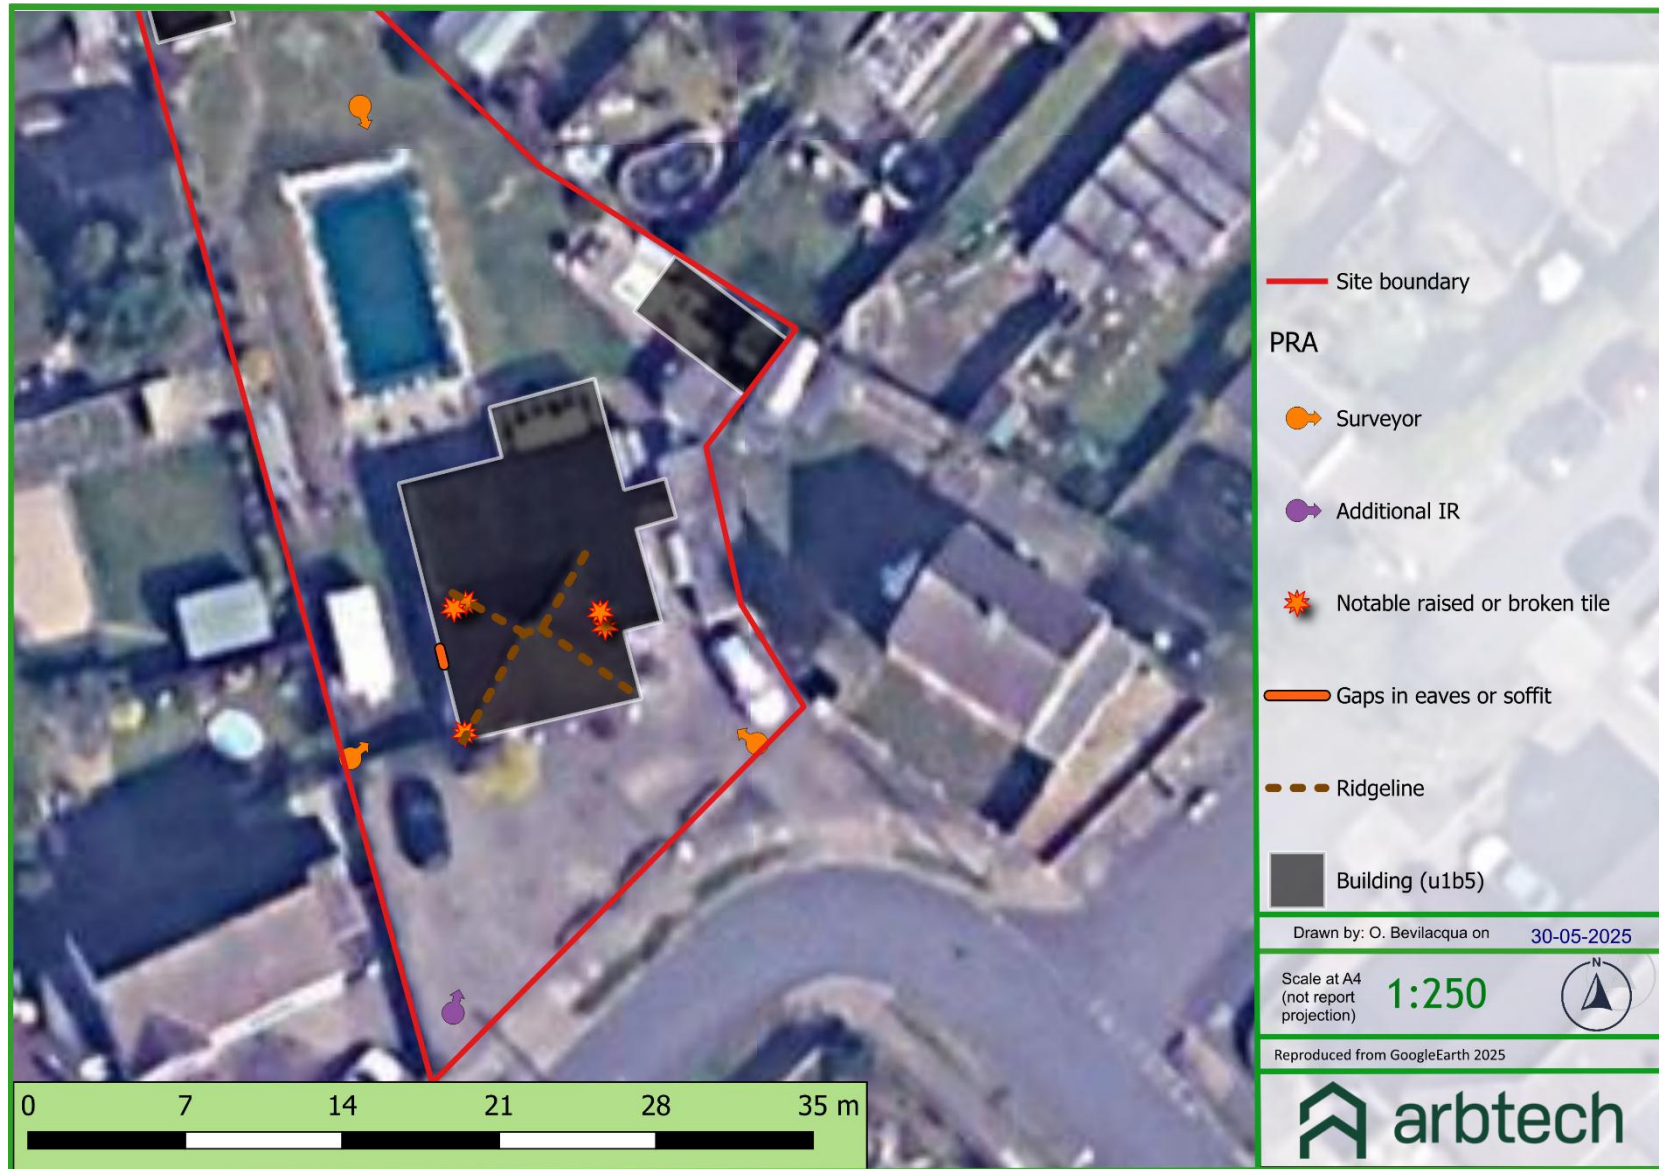 Site boundary
PRA
Surveyor
Additional IR
Notable raised or broken tile
Gaps in eaves or soffit
Ridgeline
Building (u1b5)
Drawn by: O. Bevilacqua on 30-05-2025
Scale at A4
(not report
projection)
1:250
N
Reproduced from GoogleEarth 2025
arbtech
0 7 14 21 28 35 m